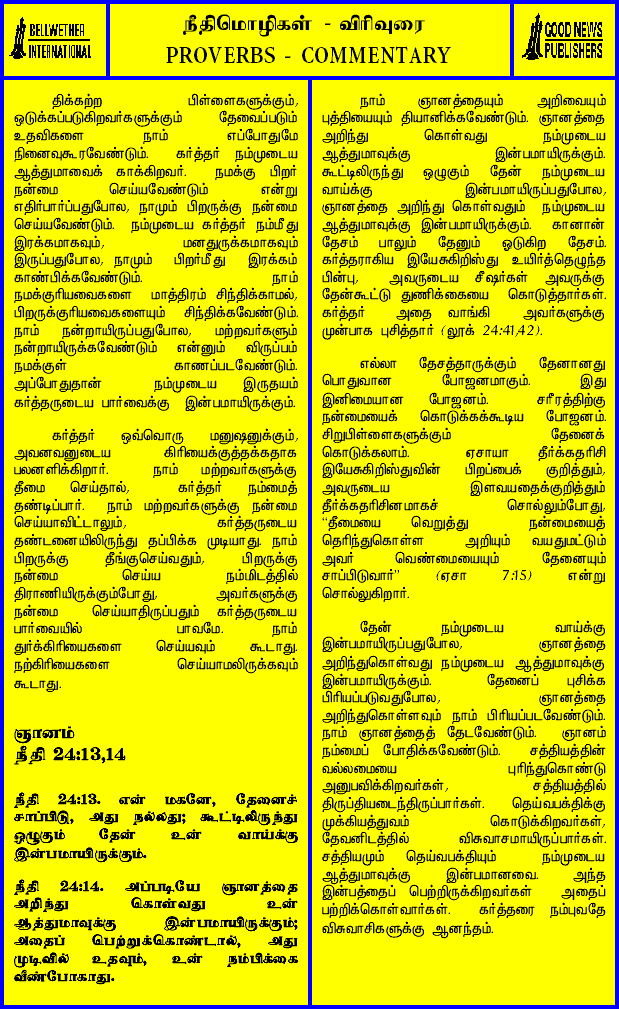 BELLWETHER
INTERNATIONAL
நீதிமொழிகள் - விரிவுரை
PROVERBS - COMMENTARY
GOOD NEWS
PUBLISHERS
திக்கற்ற பிள்ளைகளுக்கும்,
ஒடுக்கப்படுகிறவர்களுக்கும் தேவைப்படும்
உதவிகளை நாம் எப்போதுமே
நினைவுகூரவேண்டும். கர்த்தர் நம்முடைய
ஆத்துமாவைக் காக்கிறவர். நமக்கு பிறர்
நன்மை செய்யவேண்டும் என்று
எதிர்பார்ப்பதுபோல, நாமும் பிறருக்கு நன்மை
செய்யவேண்டும். நம்முடைய கர்த்தர் நம்மீது
இரக்கமாகவும், மனதுருக்கமாகவும்
இருப்பதுபோல, நாமும் பிறர்மீது இரக்கம்
காண்பிக்கவேண்டும். நாம்
நமக்குரியவைகளை மாத்திரம் சிந்திக்காமல்,
பிறருக்குரியவைகளையும் சிந்திக்கவேண்டும்.
நாம் நன்றாயிருப்பதுபோல, மற்றவர்களும்
நன்றாயிருக்கவேண்டும் என்னும் விருப்பம்
நமக்குள் காணப்படவேண்டும்.
அப்போதுதான் நம்முடைய இருதயம்
கர்த்தருடைய பார்வைக்கு இன்பமாயிருக்கும்.
கர்த்தர் ஒவ்வொரு மனுஷனுக்கும்,
அவனவனுடைய கிரியைக்குத்தக்கதாக
பலனளிக்கிறார். நாம் மற்றவர்களுக்கு
தீமை செய்தால், கர்த்தர் நம்மைத்
தண்டிப்பார். நாம் மற்றவர்களுக்கு நன்மை
செய்யாவிட்டாலும், கர்த்தருடைய
தண்டனையிலிருந்து தப்பிக்க முடியாது. நாம்
பிறருக்கு தீங்குசெய்வதும், பிறருக்கு
நன்மை செய்ய நம்மிடத்தில்
திராணியிருக்கும்போது, அவர்களுக்கு
நன்மை செய்யாதிருப்பதும் கர்த்தருடைய
பார்வையில் பாவமே. நாம்
துர்க்கிரியைகளை செய்யவும் கூடாது.
நற்கிரியைகளை செய்யாமலிருக்கவும்
கூடாது.
ஞானம்
நீதி 24:13,14
நீதி 24:13. என் மகனே, தேனைச்
சாப்பிடு, அது நல்லது; கூட்டிலிருந்து
ஒழுகும் தேன் உன் வாய்க்கு
இன்பமாயிருக்கும்.
நீதி 24:14. அப்படியே ஞானத்தை
அறிந்து கொள்வது உன்
ஆத்துமாவுக்கு இன்பமாயிருக்கும்;
அதைப் பெற்றுக்கொண்டால், அது
முடிவில் உதவும், உன் நம்பிக்கை
வீண்போகாது.
நாம் ஞானத்தையும் அறிவையும்
புத்தியையும் தியானிக்கவேண்டும். ஞானத்தை
அறிந்து கொள்வது நம்முடைய
ஆத்துமாவுக்கு இன்பமாயிருக்கும்.
கூட்டிலிருந்து ஒழுகும் தேன் நம்முடைய
வாய்க்கு இன்பமாயிருப்பதுபோல,
ஞானத்தை அறிந்து கொள்வதும் நம்முடைய
ஆத்துமாவுக்கு இன்பமாயிருக்கும். கானான்
தேசம் பாலும் தேனும் ஓடுகிற தேசம்.
கர்த்தராகிய இயேசுகிறிஸ்து உயிர்த்தெழுந்த
பின்பு, அவருடைய சீஷர்கள் அவருக்கு
தேன்கூட்டு துணிக்கையை கொடுத்தார்கள்.
கர்த்தர் அதை வாங்கி அவர்களுக்கு
முன்பாக புசித்தார் (லூக் 24:41,42).
எல்லா தேசத்தாருக்கும் தேனானது
பொதுவான போஜனமாகும். இது
இனிமையான போஜனம். சரீரத்திற்கு
நன்மையைக் கொடுக்கக்கூடிய போஜனம்.
சிறுபிள்ளைகளுக்கும் தேனைக்
கொடுக்கலாம். ஏசாயா தீர்க்கதரிசி
இயேசுகிறிஸ்துவின் பிறப்பைக் குறித்தும்,
அவருடைய இளவயதைக்குறித்தும்
தீர்க்கதரிசினமாகச் சொல்லும்போது,
"தீமையை வெறுத்து நன்மையைத்
தெரிந்துகொள்ள அறியும் வயதுமட்டும்
அவர் வெண்மையையும் தேனையும்
சாப்பிடுவார்" (ஏசா 7:15) என்று
சொல்லுகிறார்.
தேன் நம்முடைய வாய்க்கு
இன்பமாயிருப்பதுபோல, ஞானத்தை
அறிந்துகொள்வது நம்முடைய ஆத்துமாவுக்கு
இன்பமாயிருக்கும். தேனைப் புசிக்க
பிரியப்படுவதுபோல, ஞானத்தை
அறிந்துகொள்ளவும் நாம் பிரியப்படவேண்டும்.
நாம் ஞானத்தைத் தேடவேண்டும். ஞானம்
நம்மைப் போதிக்கவேண்டும். சத்தியத்தின்
வல்லமையை புரிந்துகொண்டு
அனுபவிக்கிறவர்கள், சத்தியத்தில்
திருப்தியடைந்திருப்பார்கள். தெய்வபக்திக்கு
முக்கியத்துவம் கொடுக்கிறவர்கள்,
தேவனிடத்தில் விசுவாசமாயிருப்பார்கள்.
சத்தியமும் தெய்வபக்தியும் நம்முடைய
ஆத்துமாவுக்கு இன்பமானவை. அந்த
இன்பத்தைப் பெற்றிருக்கிறவர்கள் அதைப்
பற்றிக்கொள்வார்கள். கர்த்தரை நம்புவதே
விசுவாசிகளுக்கு ஆனந்தம்.